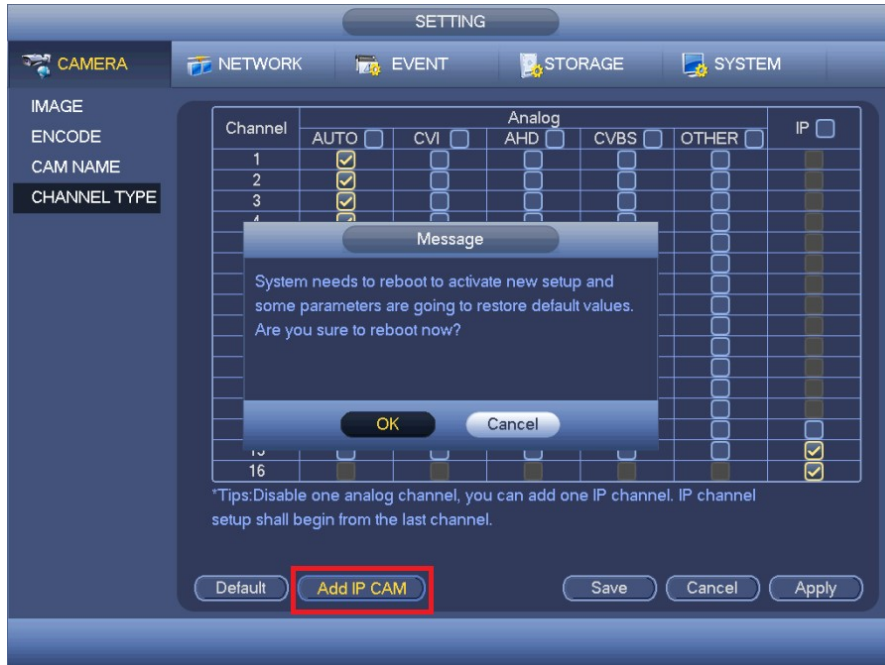 SETTING
CAMERA
NETWORK
EVENT
STORAGE
SYSTEM
IMAGE
ENCODE
CAM NAME
CHANNEL TYPE
Channel
Analog
IP
AUTO
CVI
AHD
CVBS
OTHER
1
2
3
4
Message
System needs to reboot to activate new setup and
some parameters are going to restore default values.
Are you sure to reboot now?
OK
Cancel
15
16
*Tips:Disable one analog channel, you can add one IP channel. IP channel
setup shall begin from the last channel.
Default
Add IP CAM
Save
Cancel
Apply